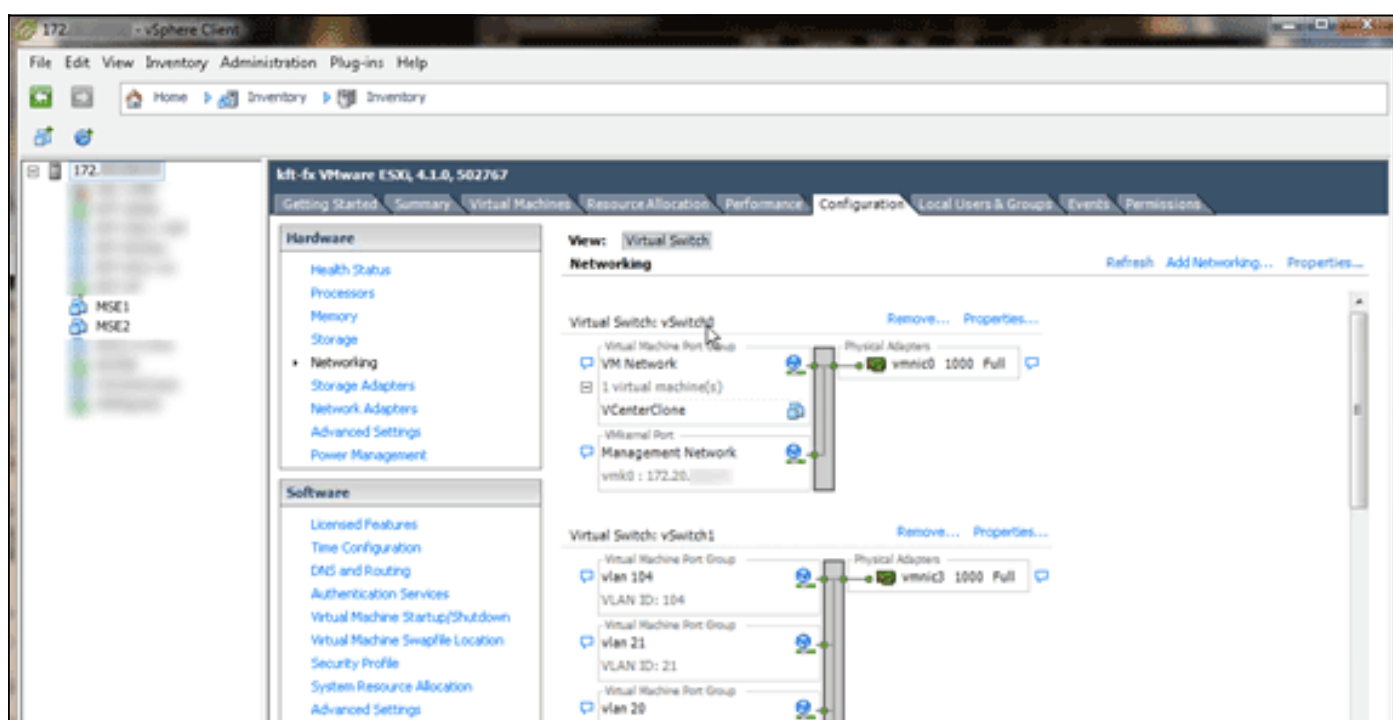 172. - vSphere Client
File Edit View Inventory Administration Plug-ins Help
Home Inventory Inventory
172.
MSE1
MSE2
kft-fx VMware ESXi, 4.1.0, 502767
Getting Started Summary Virtual Machines Resource Allocation Performance Configuration Local Users & Groups Events Permissions
Hardware
Health Status
Processors
Memory
Storage
Networking
Storage Adapters
Network Adapters
Advanced Settings
Power Management
Software
Licensed Features
Time Configuration
DNS and Routing
Authentication Services
Virtual Machine Startup/Shutdown
Virtual Machine Swapfile Location
Security Profile
System Resource Allocation
Advanced Settings
View: Virtual Switch
Networking
Refresh Add Networking... Properties...
Virtual Switch: vSwitch0 Remove... Properties...
Virtual Machine Port Group Physical Adapters
VM Network vmnic0 1000 Full
1 virtual machine(s)
VCenterClone
VMkernel Port
Management Network
vmk0 : 172.20.
Virtual Switch: vSwitch1 Remove... Properties...
Virtual Machine Port Group Physical Adapters
vlan 104 vmnic3 1000 Full
VLAN ID: 104
Virtual Machine Port Group
vlan 21
VLAN ID: 21
Virtual Machine Port Group
vlan 20